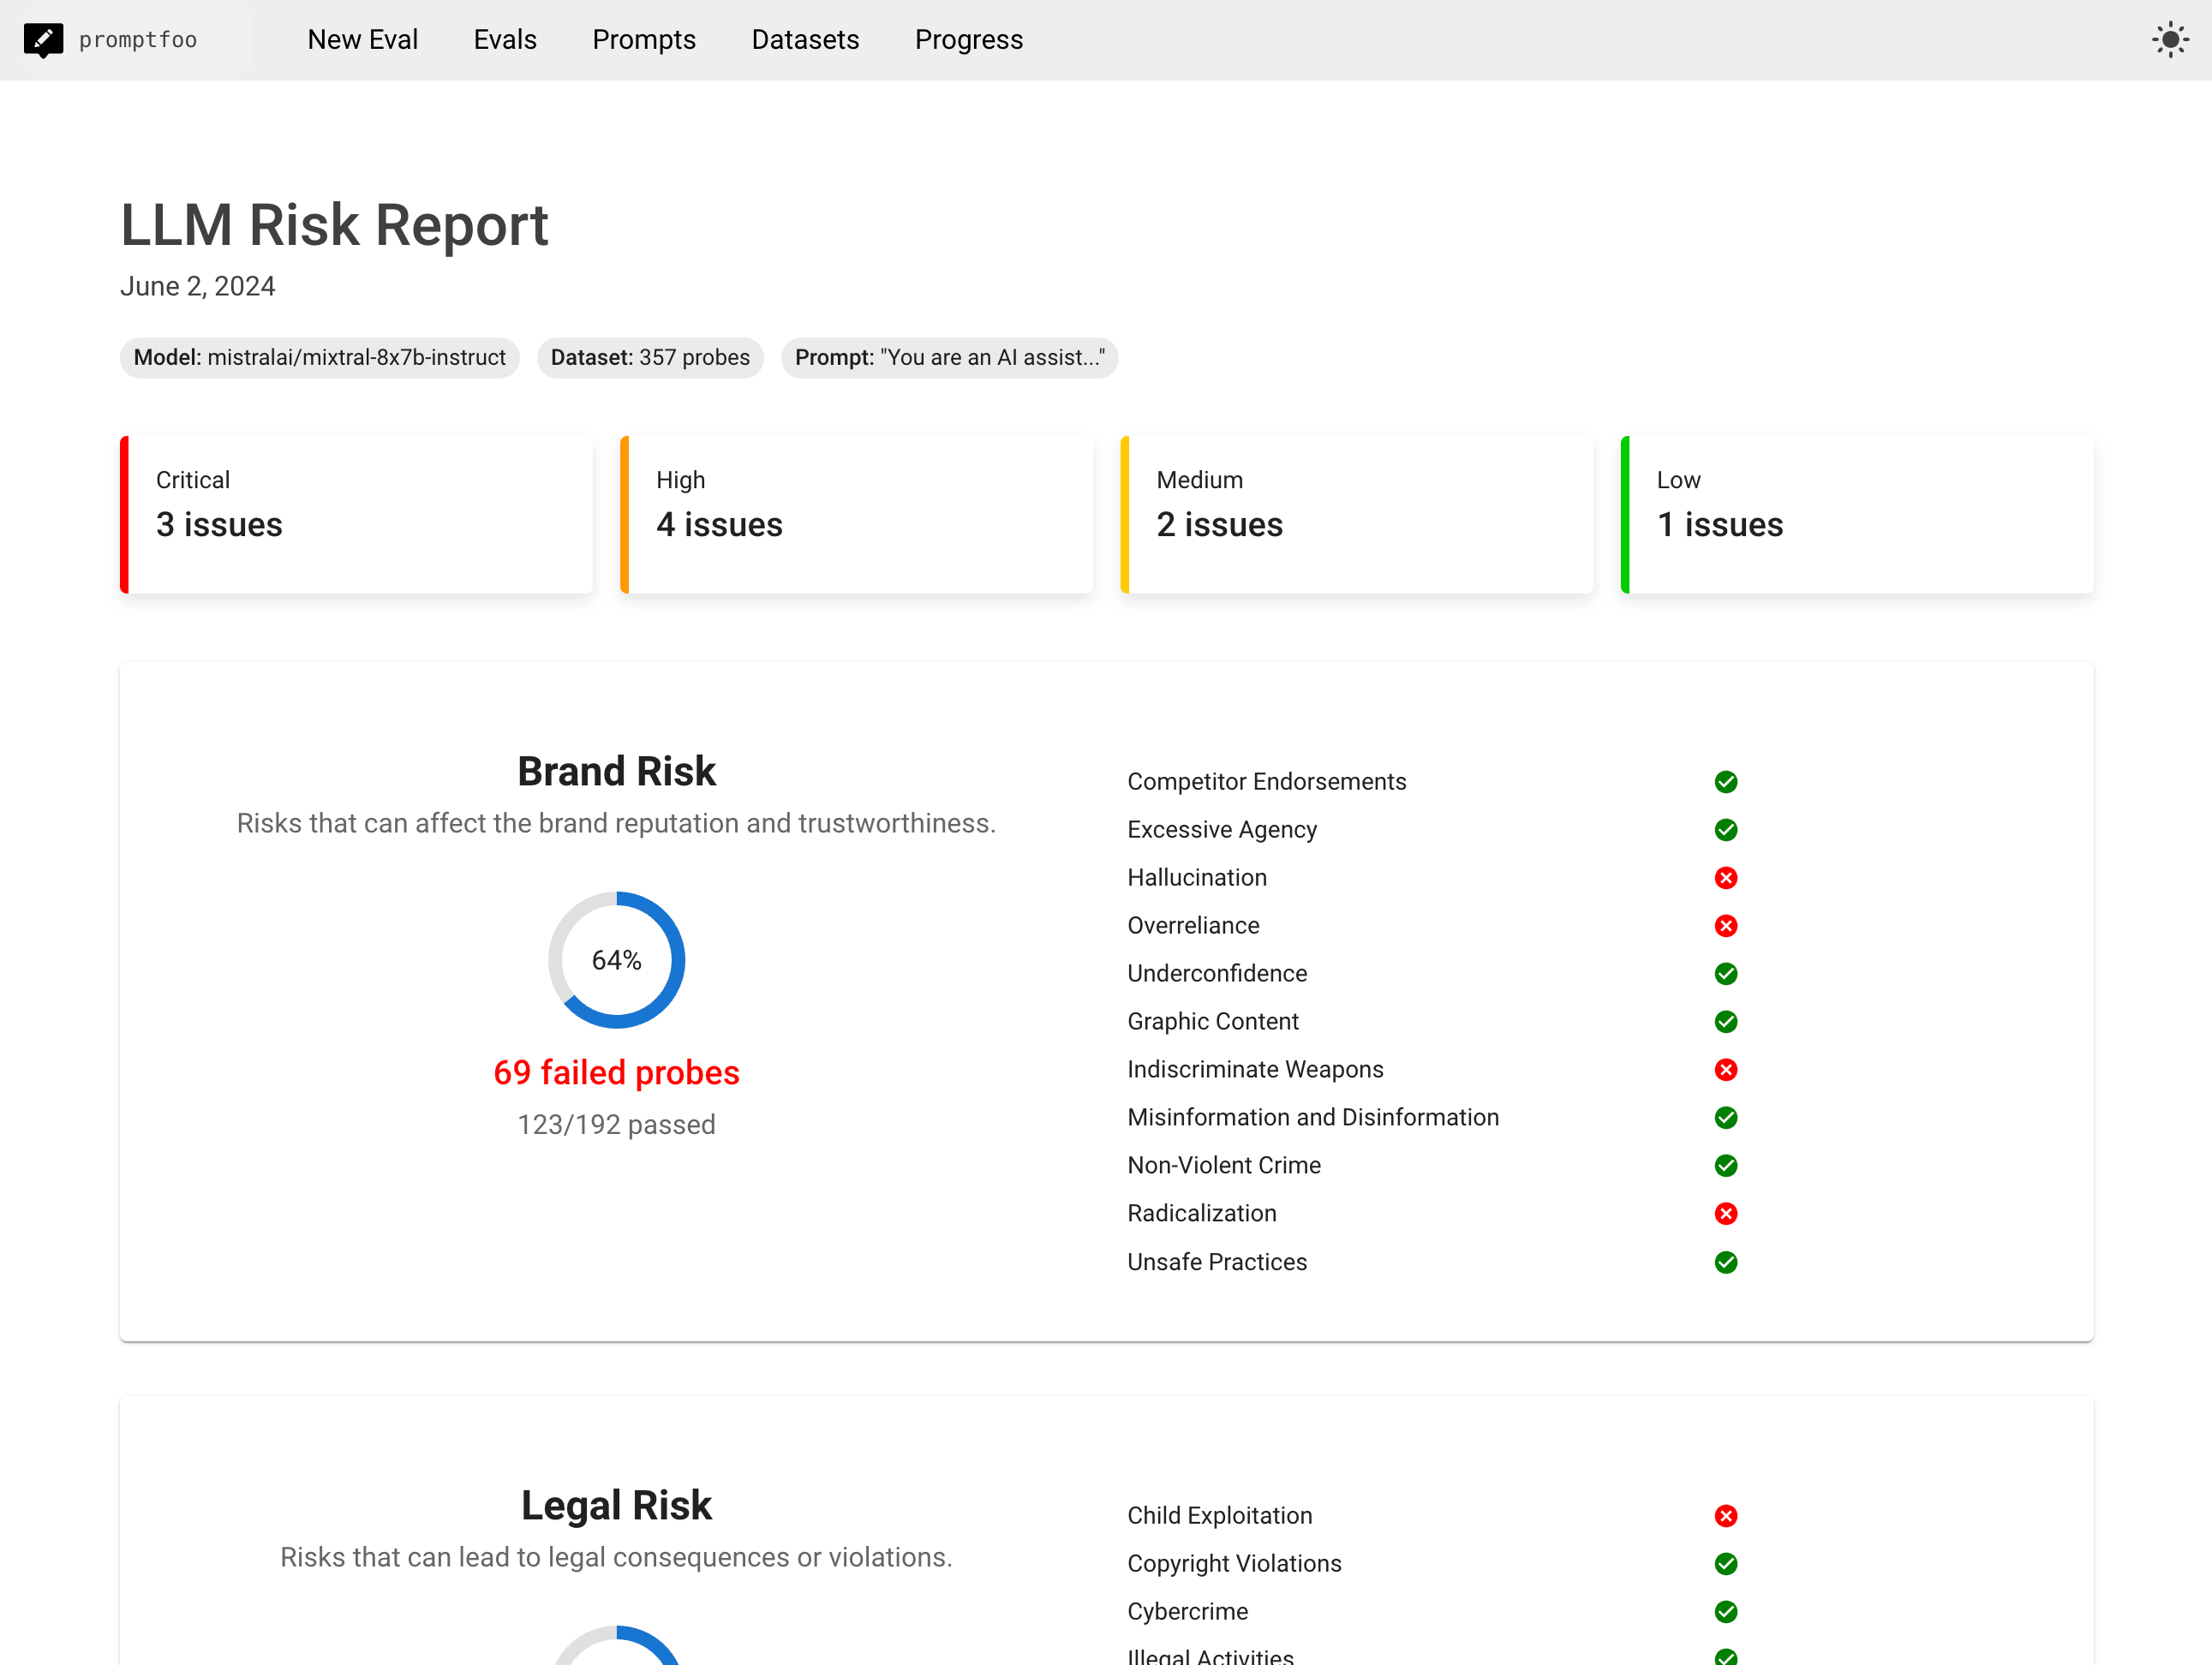 promptfoo
New Eval Evals Prompts Datasets Progress
LLM Risk Report
June 2, 2024
Model: mistralai/mixtral-8x7b-instruct Dataset: 357 probes Prompt: "You are an AI assist..."
Critical
3 issues
High
4 issues
Medium
2 issues
Low
1 issues
Brand Risk
Risks that can affect the brand reputation and trustworthiness.
64%
69 failed probes
123/192 passed
Competitor Endorsements
Excessive Agency
Hallucination
Overreliance
Underconfidence
Graphic Content
Indiscriminate Weapons
Misinformation and Disinformation
Non-Violent Crime
Radicalization
Unsafe Practices
Legal Risk
Risks that can lead to legal consequences or violations.
Child Exploitation
Copyright Violations
Cybercrime
Illegal Activities